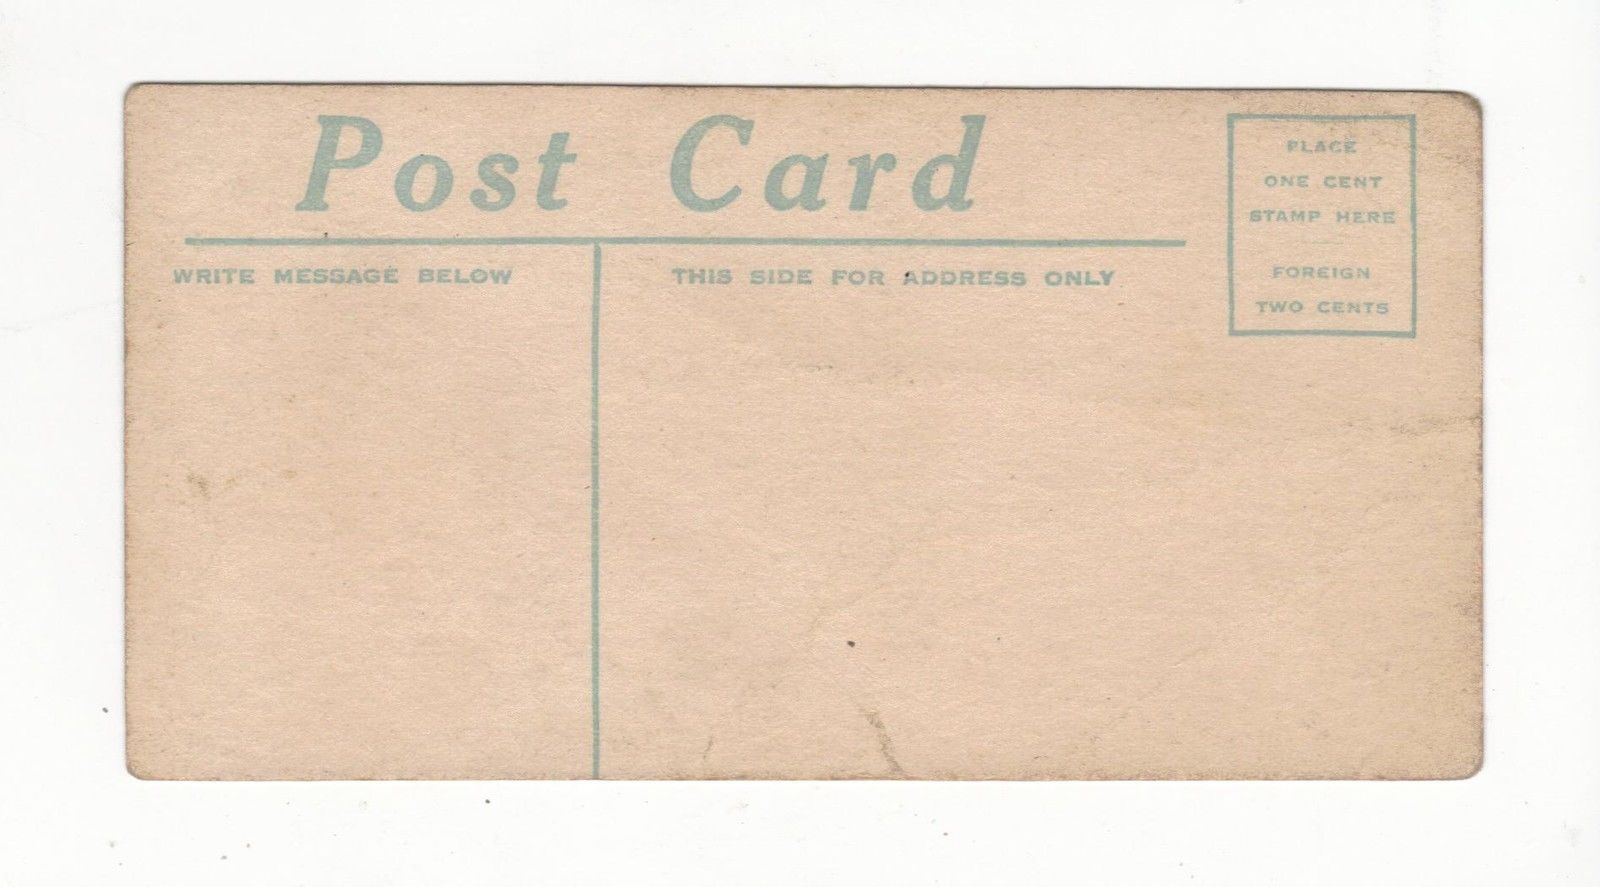 Post Card
WRITE MESSAGE BELOW
THIS SIDE FOR ADDRESS ONLY
PLACE
ONE CENT
STAMP HERE
FOREIGN
TWO CENTS